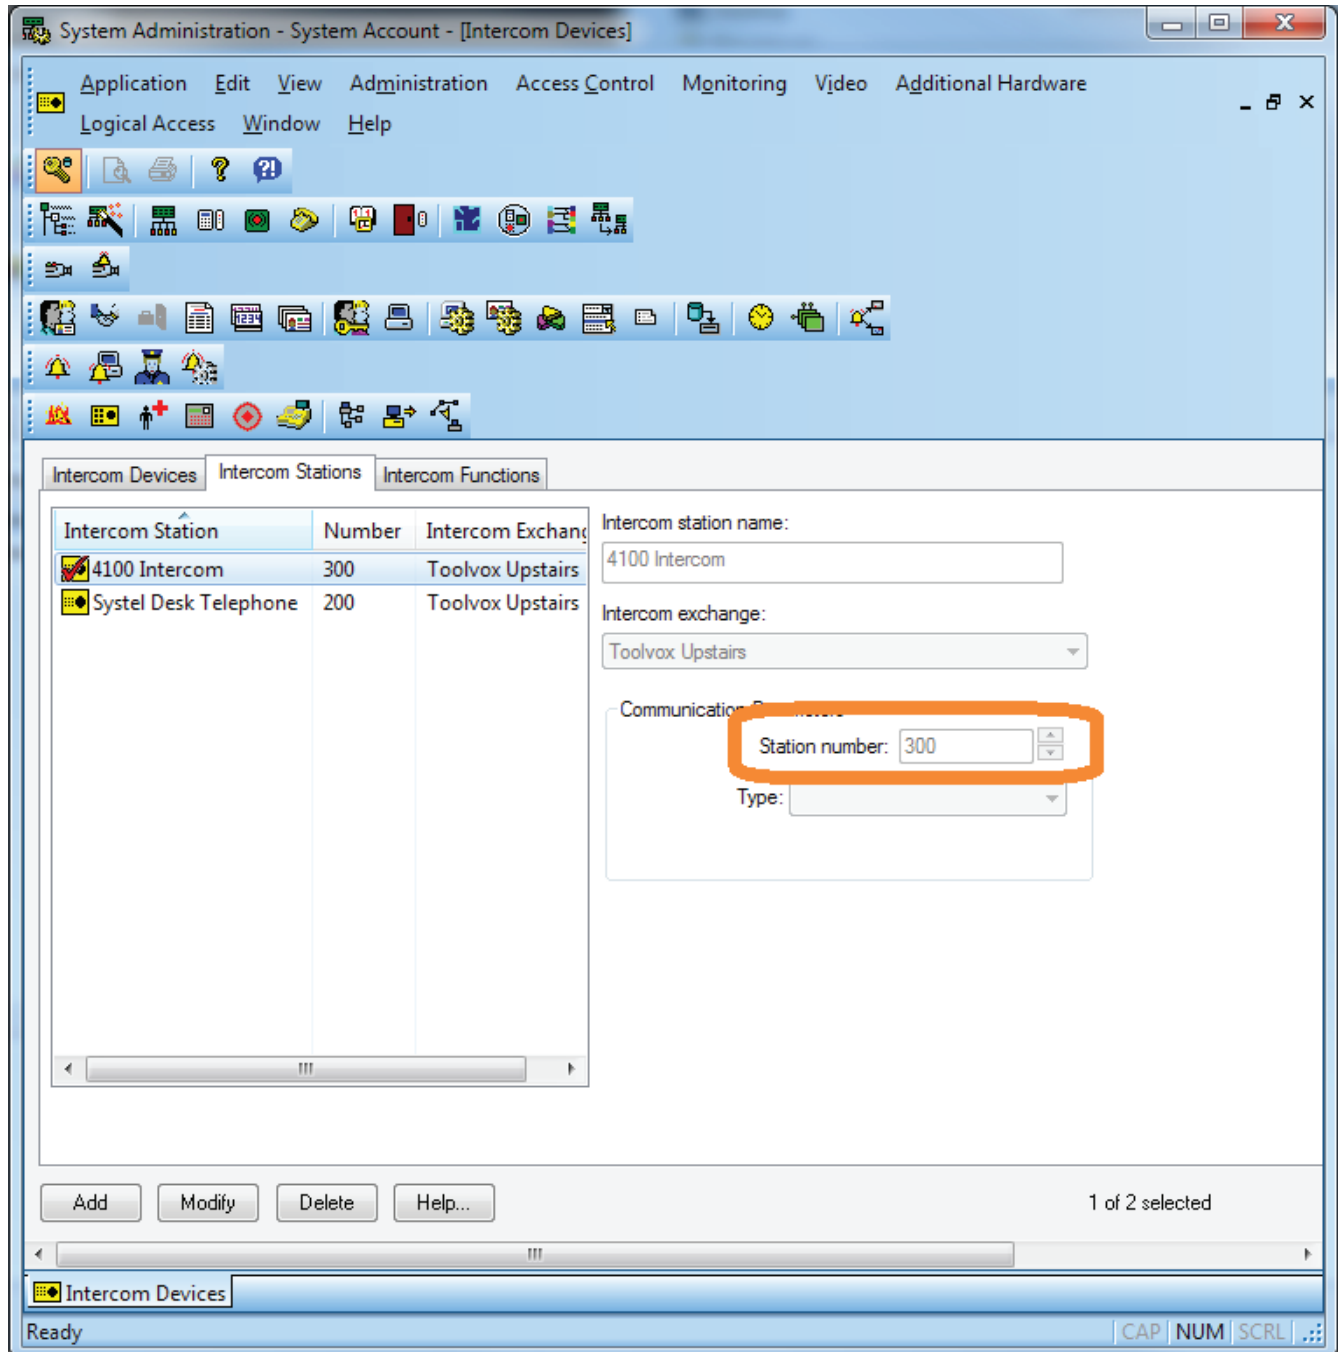 System Administration - System Account - [Intercom Devices]
Application Edit View Administration Access Control Monitoring Video Additional Hardware
Logical Access Window Help
Intercom Devices Intercom Stations Intercom Functions
Intercom Station Number Intercom Exchang
4100 Intercom 300 Toolvox Upstairs
Systel Desk Telephone 200 Toolvox Upstairs
Intercom station name:
4100 Intercom
Intercom exchange:
Toolvox Upstairs
Communication
Station number: 300
Type:
Add Modify Delete Help... 1 of 2 selected
Intercom Devices
Ready CAP NUM SCRL